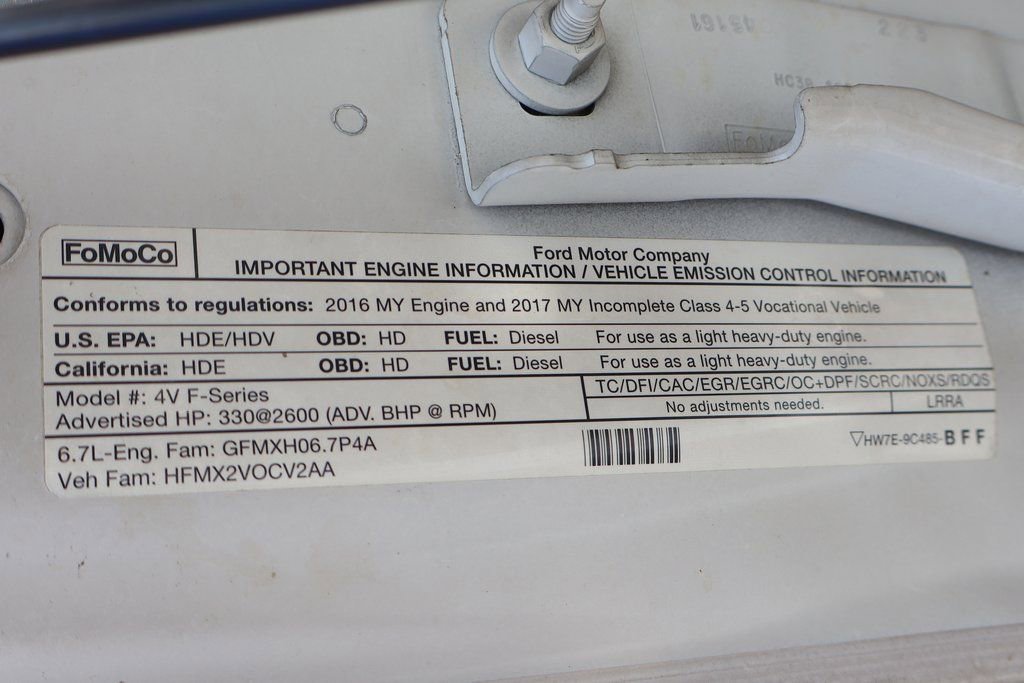 45161
225
FoMoCo
Ford Motor Company
IMPORTANT ENGINE INFORMATION / VEHICLE EMISSION CONTROL INFORMATION
Conforms to regulations: 2016 MY Engine and 2017 MY Incomplete Class 4-5 Vocational Vehicle
U.S. EPA: HDE/HDV OBD: HD FUEL: Diesel For use as a light heavy-duty engine.
California: HDE OBD: HD FUEL: Diesel For use as a light heavy-duty engine.
Model #: 4V F-Series
Advertised HP: 330@2600 (ADV. BHP @ RPM)
TC/DFI/CAC/EGR/EGRC/OC+DPF/SCRC/NOXS/RDQS
No adjustments needed. LRRA
6.7L-Eng. Fam: GFMXH06.7P4A
Veh Fam: HFMX2VOCV2AA
▽HW7E-9C485-BFF